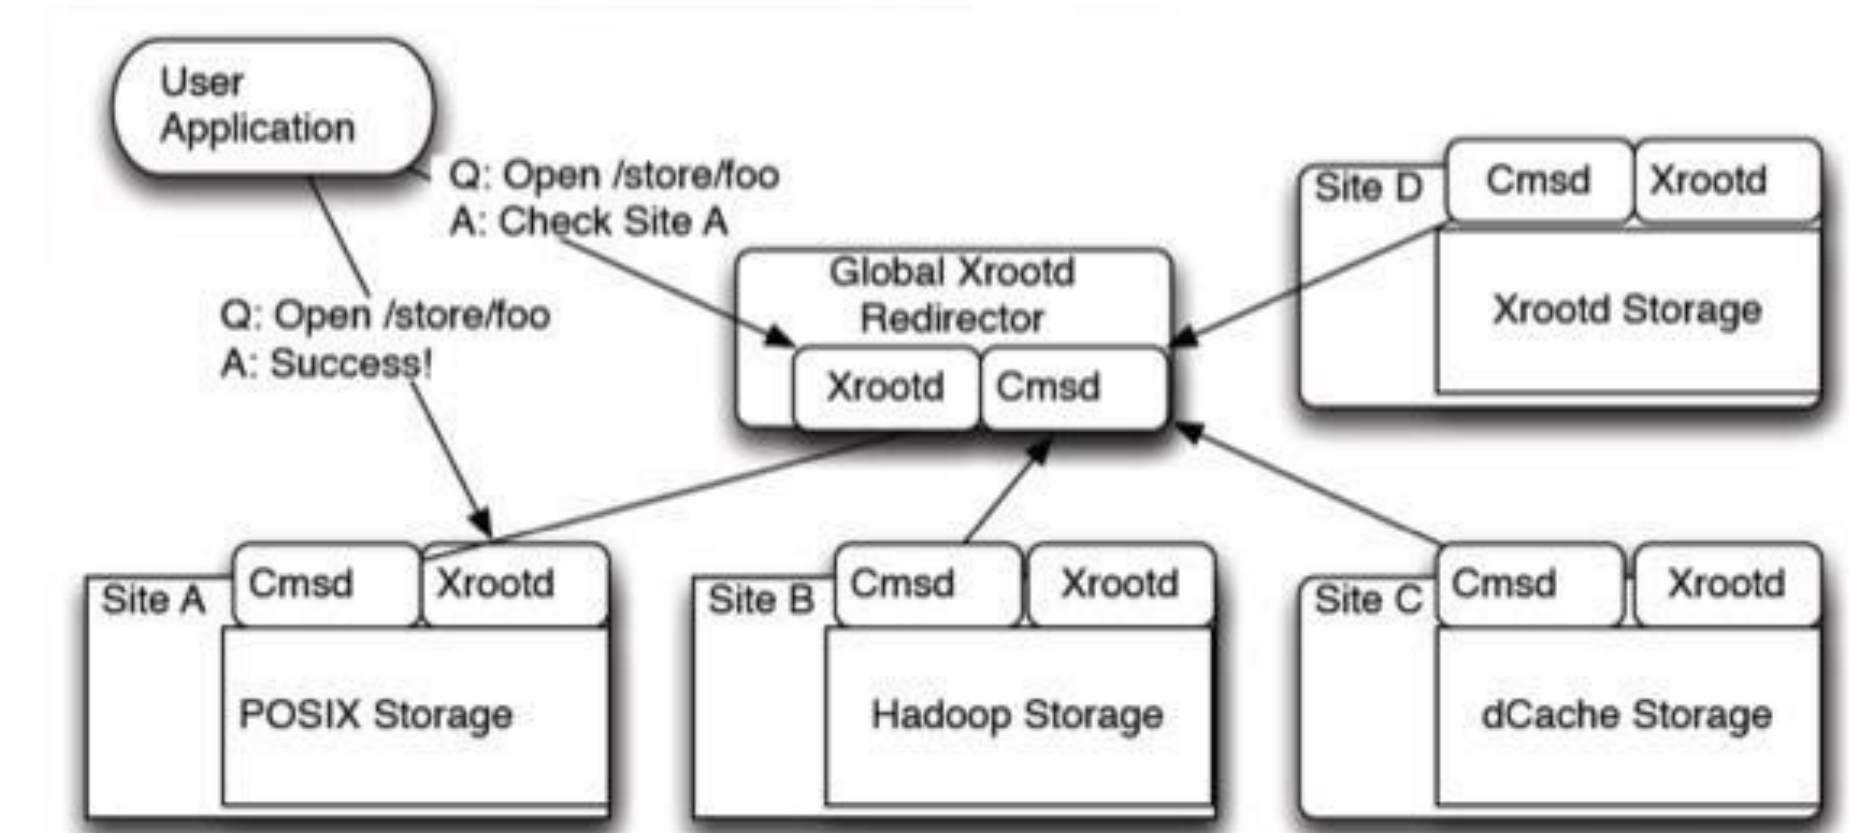 User
Application
Q: Open /store/foo
A: Check Site A
Q: Open /store/foo
A: Success!
Global Xrootd
Redirector
Xrootd
Cmsd
Site D
Cmsd
Xrootd
Xrootd Storage
Site A
Cmsd
Xrootd
POSIX Storage
Site B
Cmsd
Xrootd
Hadoop Storage
Site C
Cmsd
Xrootd
dCache Storage